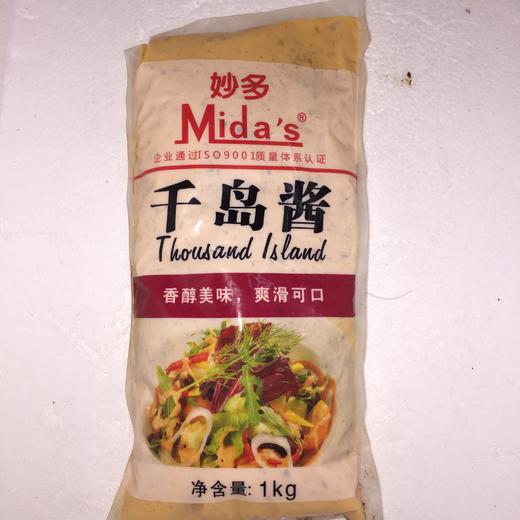 妙多
Mida's®
企业通过ISO9001质量体系认证
千岛酱
Thousand Island
香醇美味，爽滑可口
净含量: 1kg